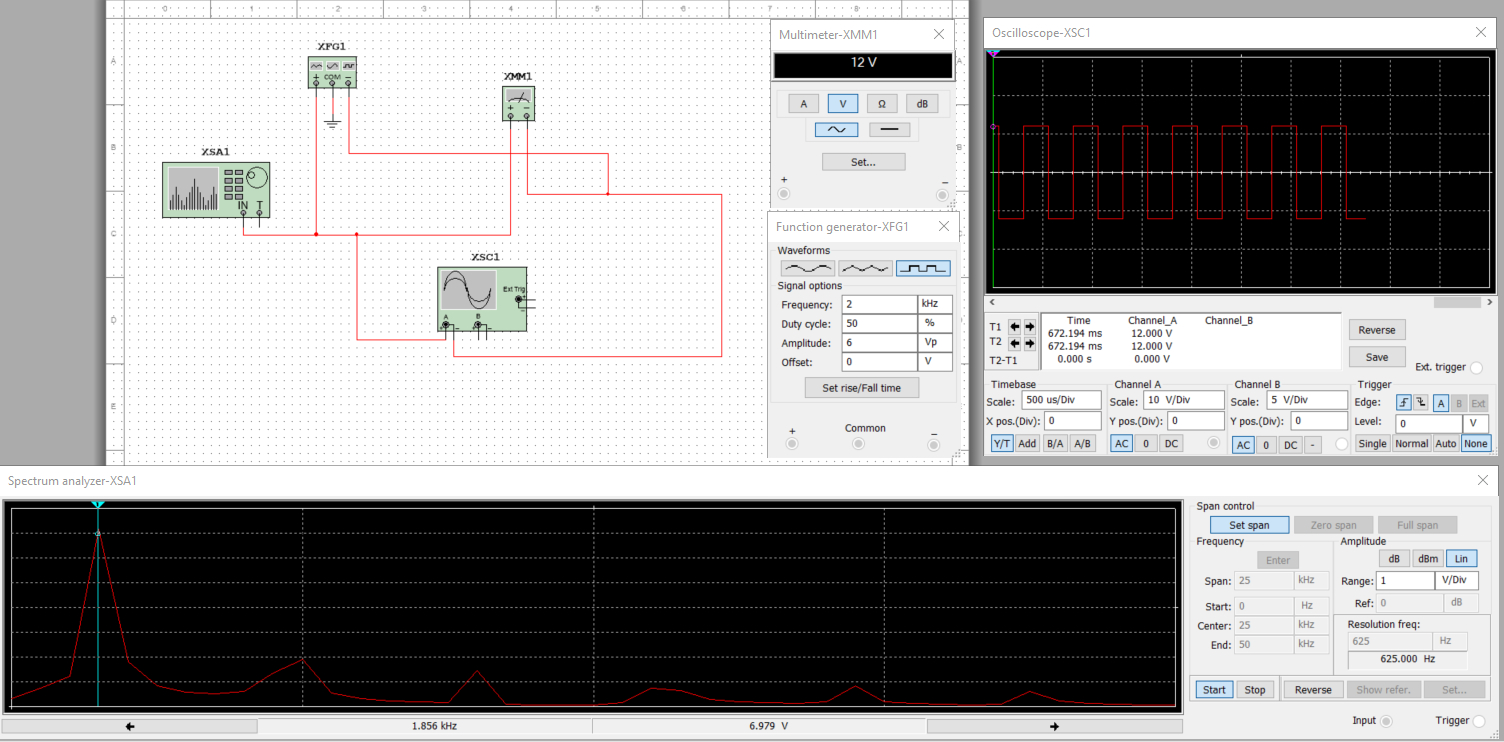 0 1 2 3 4 5 6 7 8
A
B
C
D
E
A
B
C
D
XFG1
+ COM −
XMM1
+ −
XSA1
IN T
XSC1
Ext Trig
+
−
A B
+ − + −
Multimeter-XMM1
12 V
A V Ω dB
Set...
+ −
Function generator-XFG1
Waveforms
Signal options
Frequency: 2 kHz
Duty cycle: 50 %
Amplitude: 6 Vp
Offset: 0 V
Set rise/Fall time
+ Common −
Oscilloscope-XSC1
Time Channel_A Channel_B
T1 672.194 ms 12.000 V
T2 672.194 ms 12.000 V
T2-T1 0.000 s 0.000 V
Reverse
Save
Ext. trigger
Timebase
Scale: 500 us/Div
X pos.(Div): 0
Y/T Add B/A A/B
Channel A
Scale: 10 V/Div
Y pos.(Div): 0
AC 0 DC
Channel B
Scale: 5 V/Div
Y pos.(Div): 0
AC 0 DC -
Trigger
Edge: A B Ext
Level: 0 V
Single Normal Auto None
Spectrum analyzer-XSA1
1.856 kHz 6.979 V
Span control
Set span Zero span Full span
Frequency
Enter
Span: 25 kHz
Start: 0 Hz
Center: 25 kHz
End: 50 kHz
Amplitude
dB dBm Lin
Range: 1 V/Div
Ref: 0 dB
Resolution freq:
625 Hz
625.000 Hz
Start Stop Reverse Show refer. Set...
Input Trigger